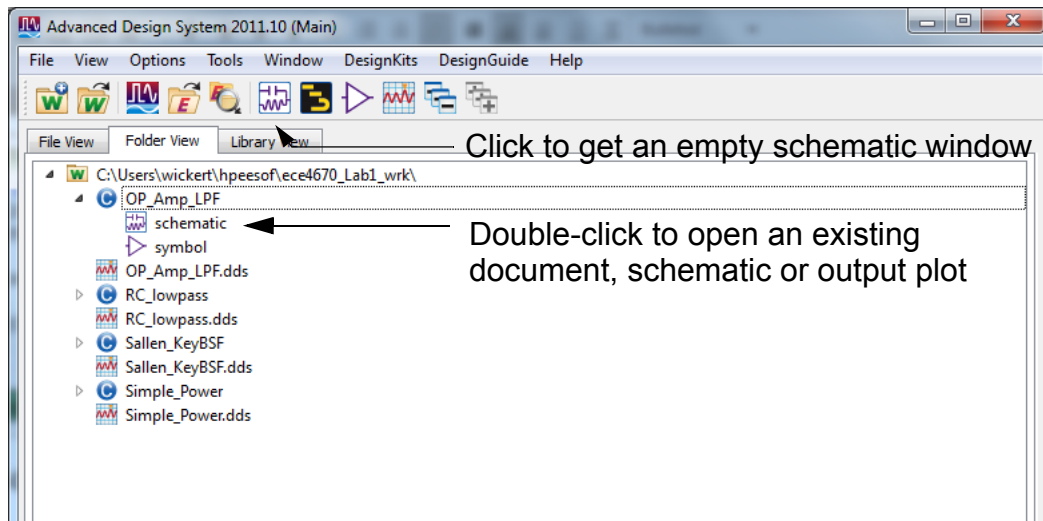 Advanced Design System 2011.10 (Main)
File View Options Tools Window DesignKits DesignGuide Help
File View Folder View Library View
Click to get an empty schematic window
C:\Users\wickert\hpeesof\ece4670_Lab1_wrk\
OP_Amp_LPF
schematic
Double-click to open an existing
symbol
document, schematic or output plot
OP_Amp_LPF.dds
RC_lowpass
RC_lowpass.dds
Sallen_KeyBSF
Sallen_KeyBSF.dds
Simple_Power
Simple_Power.dds